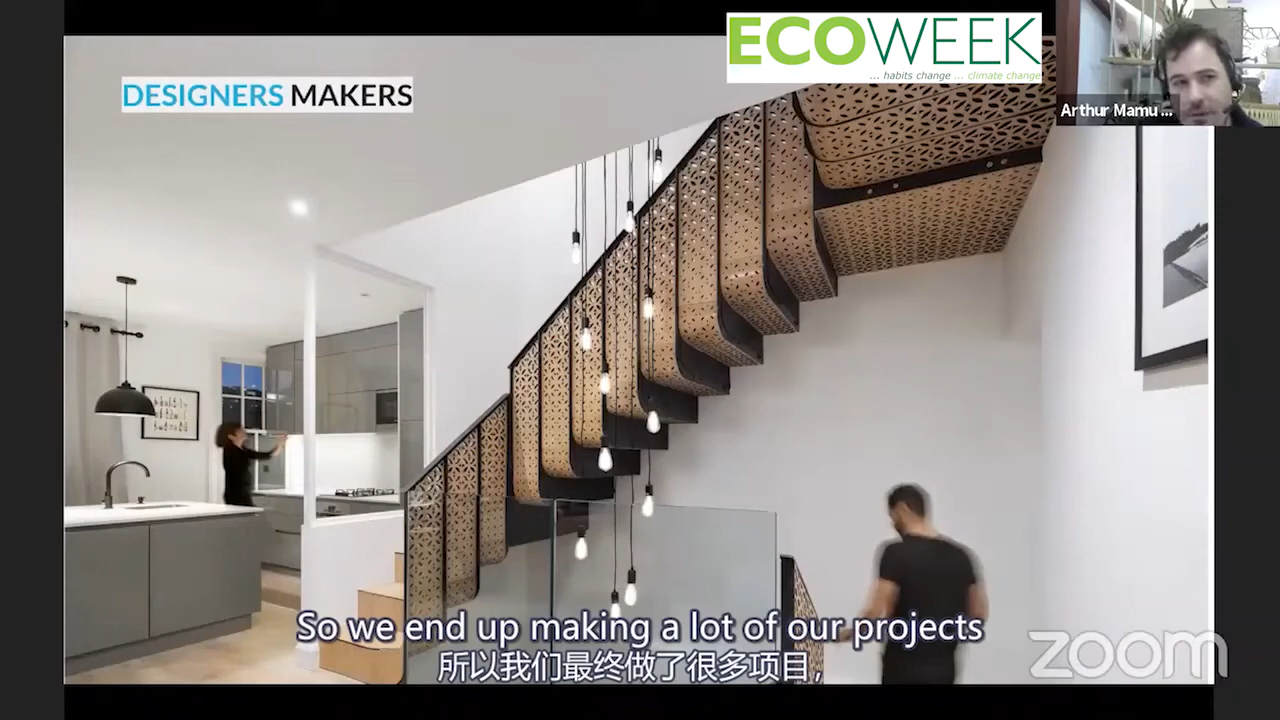 ECOWEEK
... habits change ... climate change
DESIGNERS MAKERS
Arthur Mamu ...
So we end up making a lot of our projects
所以我们最终做了很多项目,
zoom